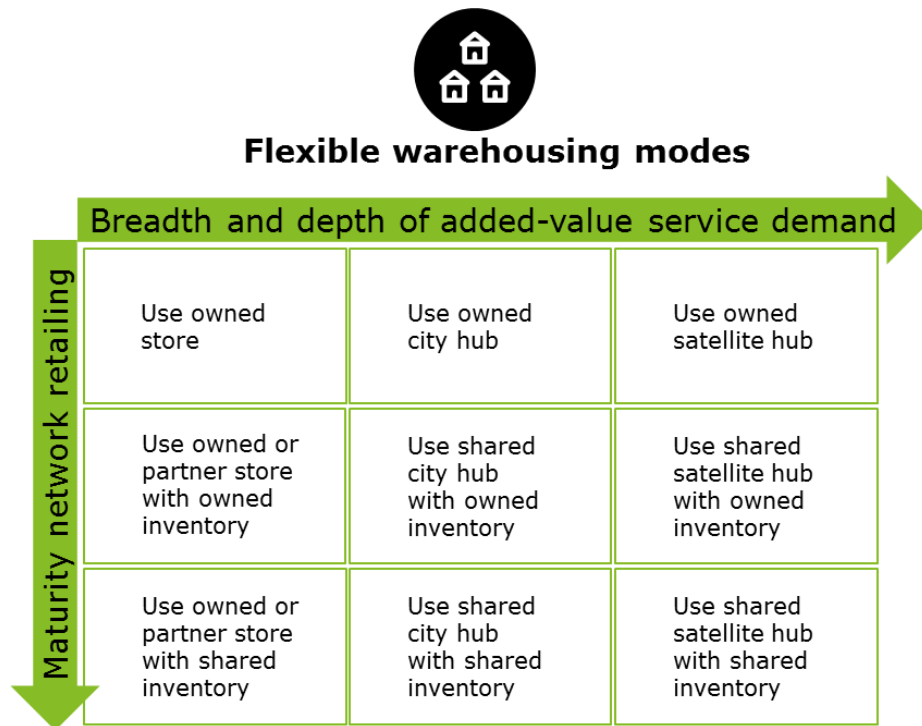 Flexible warehousing modes
Breadth and depth of added-value service demand
Maturity network retailing
Use owned
store
Use owned
city hub
Use owned
satellite hub
Use owned or
partner store
with owned
inventory
Use shared
city hub
with owned
inventory
Use shared
satellite hub
with owned
inventory
Use owned or
partner store
with shared
inventory
Use shared
city hub
with shared
inventory
Use shared
satellite hub
with shared
inventory